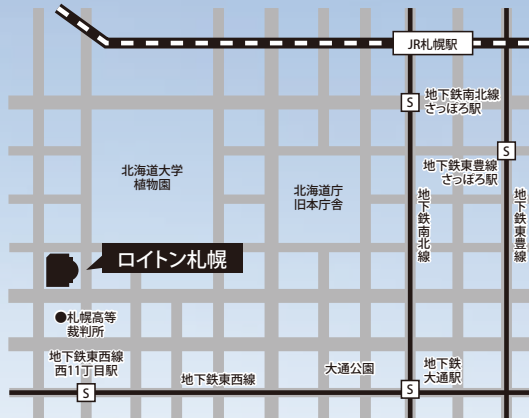 JR札幌駅
S
地下鉄南北線
さっぽろ駅
S
地下鉄東豊線
さっぽろ駅
北海道大学
植物園
北海道庁
旧本庁舎
地下鉄南北線
地下鉄東豊線
ロイトン札幌
●札幌高等
裁判所
地下鉄東西線
西11丁目駅
S
地下鉄東西線
大通公園
地下鉄
大通駅
S